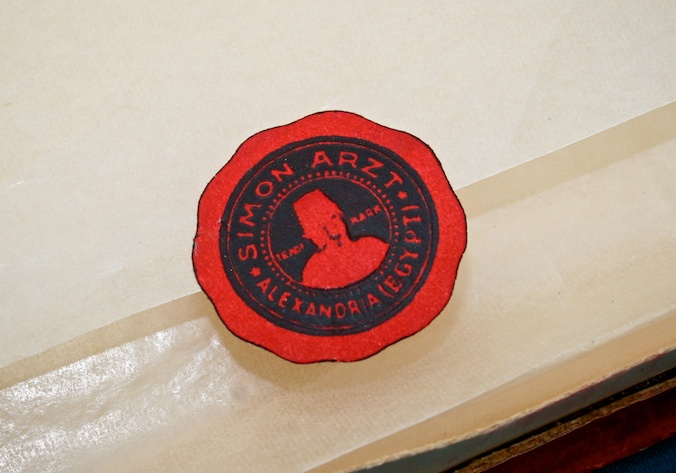 SIMON ARZT
TRADE MARK
ALEXANDRIA (EGYPT)